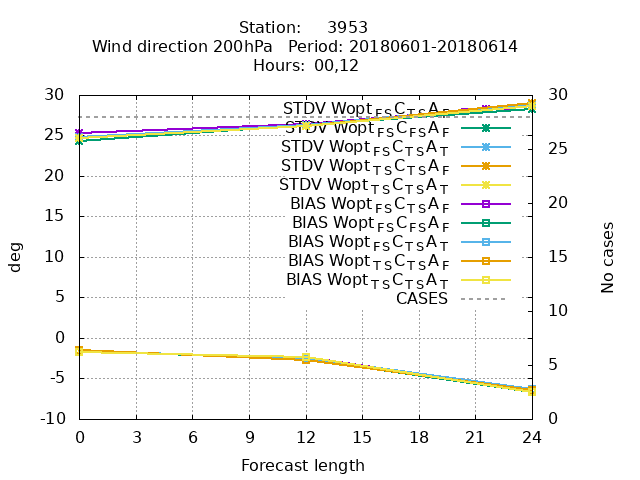 Station: 3953
Wind direction 200hPa Period: 20180601-20180614
Hours: 00,12
30
25
20
15
10
5
0
-5
-10
deg
STDV Wopt FS C TS A F
STDV Wopt FS C FS A F
STDV Wopt FS C TS A T
STDV Wopt TS C TS A F
STDV Wopt TS C TS A T
BIAS Wopt FS C TS A F
BIAS Wopt FS C FS A F
BIAS Wopt FS C TS A T
BIAS Wopt TS C TS A F
BIAS Wopt TS C TS A T
CASES
30
25
20
15
10
5
0
No cases
0 3 6 9 12 15 18 21 24
Forecast length